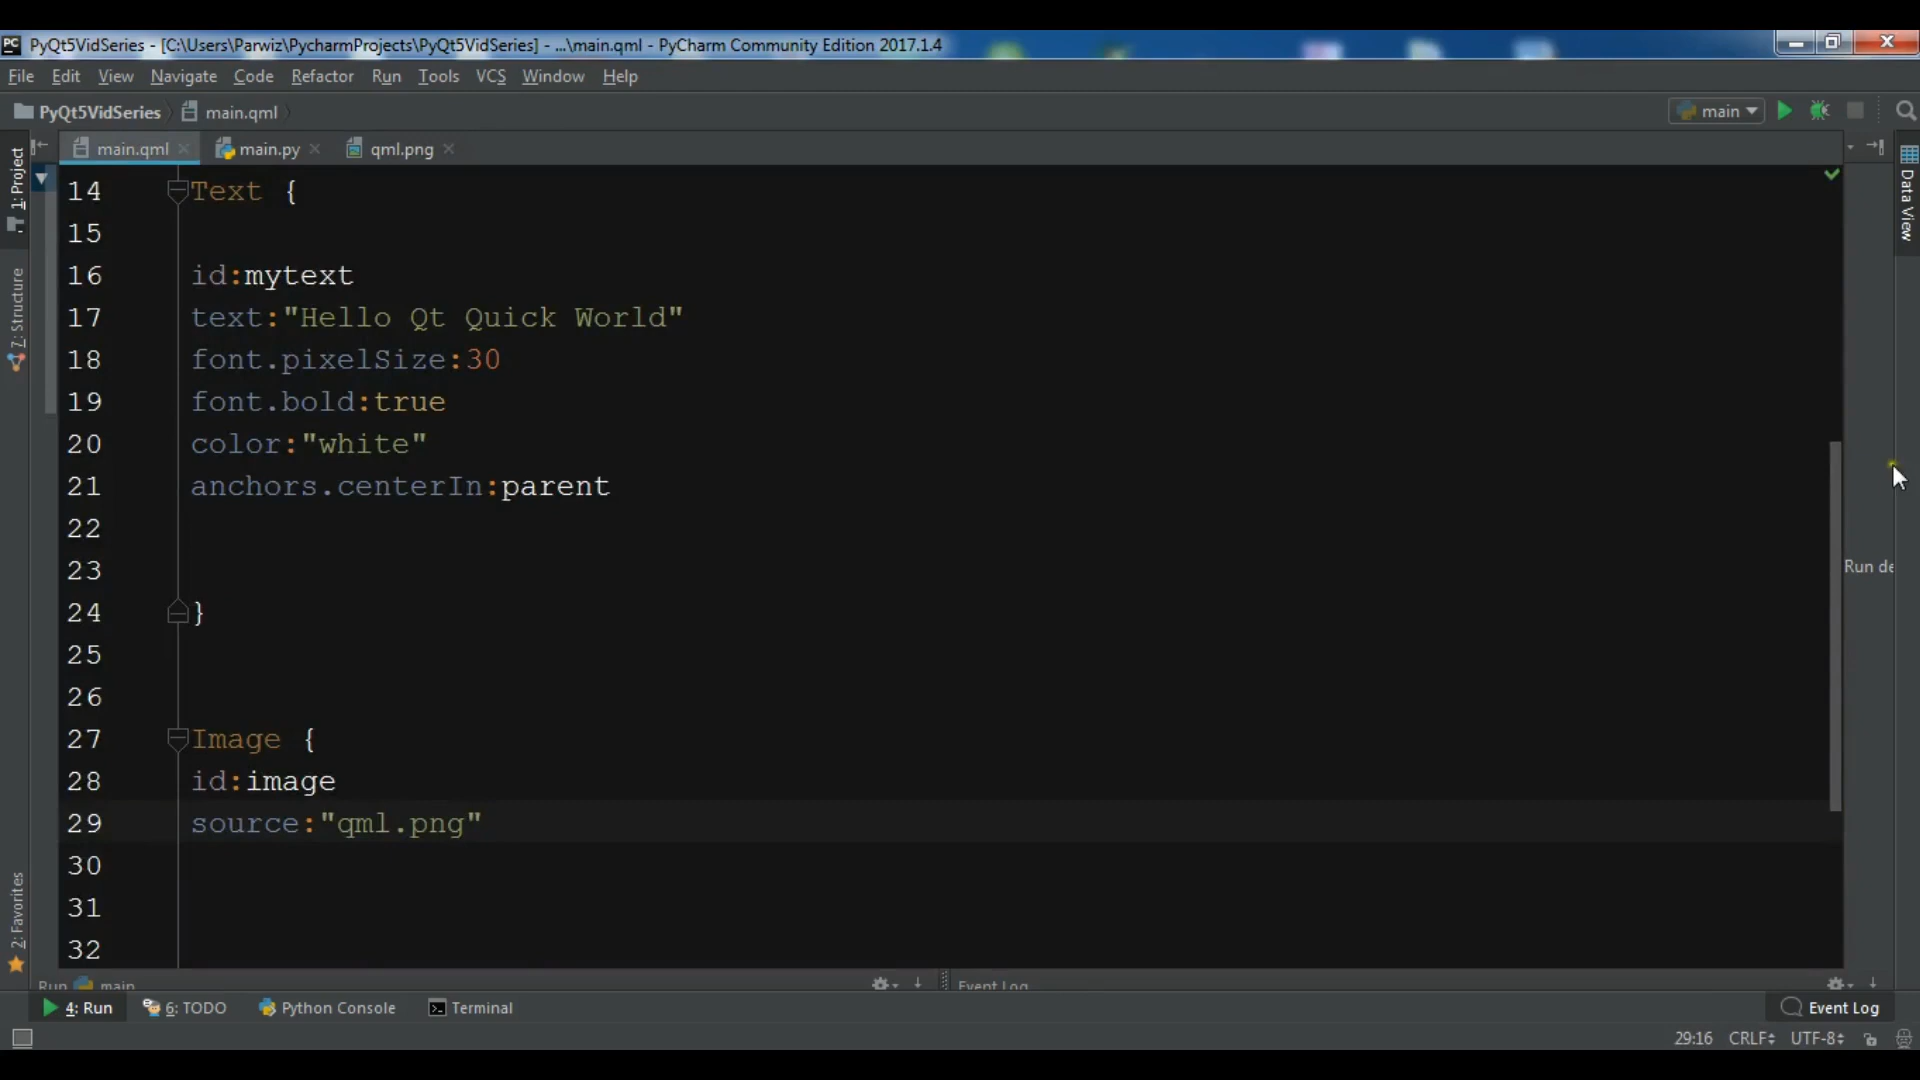 PyQt5VidSeries - [C:\Users\Parwiz\PycharmProjects\PyQt5VidSeries] - ...\main.qml - PyCharm Community Edition 2017.1.4
File Edit View Navigate Code Refactor Run Tools VCS Window Help
PyQt5VidSeries main.qml main
main.qml main.py qml.png
1: Project
7: Structure
2: Favorites
Data View
14 Text {
15
16 id:mytext
17 text:"Hello Qt Quick World"
18 font.pixelSize:30
19 font.bold:true
20 color:"white"
21 anchors.centerIn:parent
22
23
24 }
25
26
27 Image {
28 id:image
29 source:"qml.png"
30
31
32
Run de
Run main Event Log
4: Run 6: TODO Python Console Terminal Event Log
29:16 CRLF UTF-8